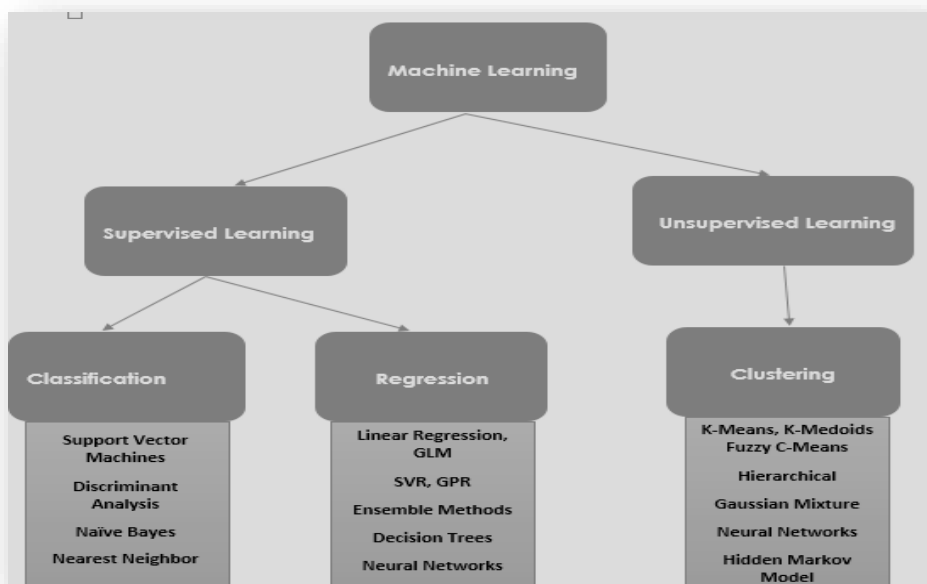 Machine Learning
Supervised Learning
Unsupervised Learning
Classification
Regression
Clustering
Support Vector
Machines
Discriminant
Analysis
Naïve Bayes
Nearest Neighbor
Linear Regression,
GLM
SVR, GPR
Ensemble Methods
Decision Trees
Neural Networks
K-Means, K-Medoids
Fuzzy C-Means
Hierarchical
Gaussian Mixture
Neural Networks
Hidden Markov
Model